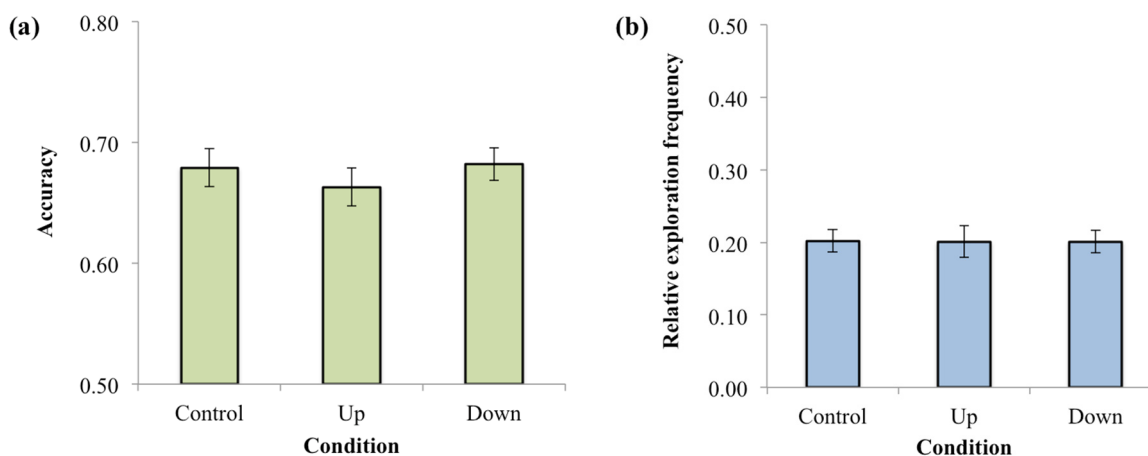 (a)
Accuracy
0.80
0.70
0.60
0.50
Control Up Down
Condition
(b)
Relative exploration frequency
0.50
0.40
0.30
0.20
0.10
0.00
Control Up Down
Condition